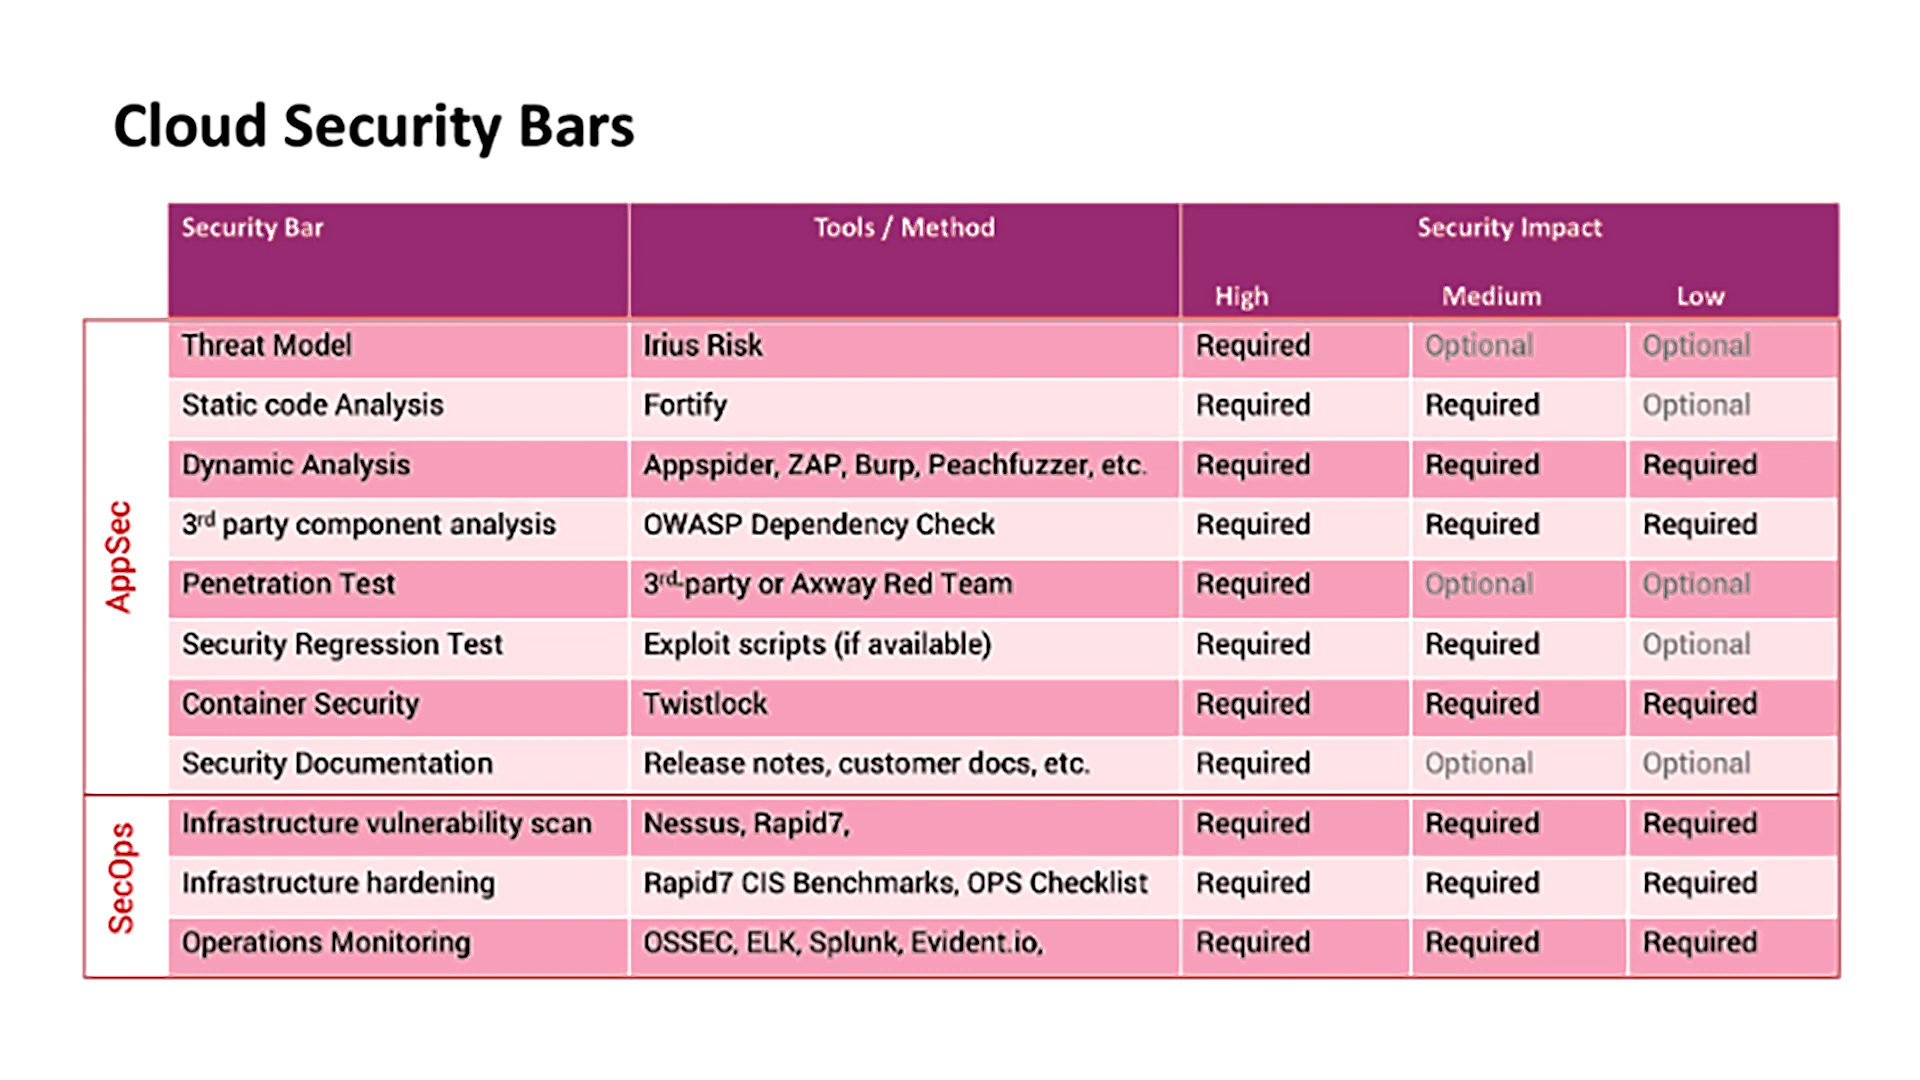 Cloud Security Bars
Security Bar Tools / Method Security Impact
High Medium Low
AppSec
Threat Model Irius Risk Required Optional Optional
Static code Analysis Fortify Required Required Optional
Dynamic Analysis Appspider, ZAP, Burp, Peachfuzzer, etc. Required Required Required
3rd party component analysis OWASP Dependency Check Required Required Required
Penetration Test 3rd-party or Axway Red Team Required Optional Optional
Security Regression Test Exploit scripts (if available) Required Required Optional
Container Security Twistlock Required Required Required
Security Documentation Release notes, customer docs, etc. Required Optional Optional
SecOps
Infrastructure vulnerability scan Nessus, Rapid7, Required Required Required
Infrastructure hardening Rapid7 CIS Benchmarks, OPS Checklist Required Required Required
Operations Monitoring OSSEC, ELK, Splunk, Evident.io, Required Required Required